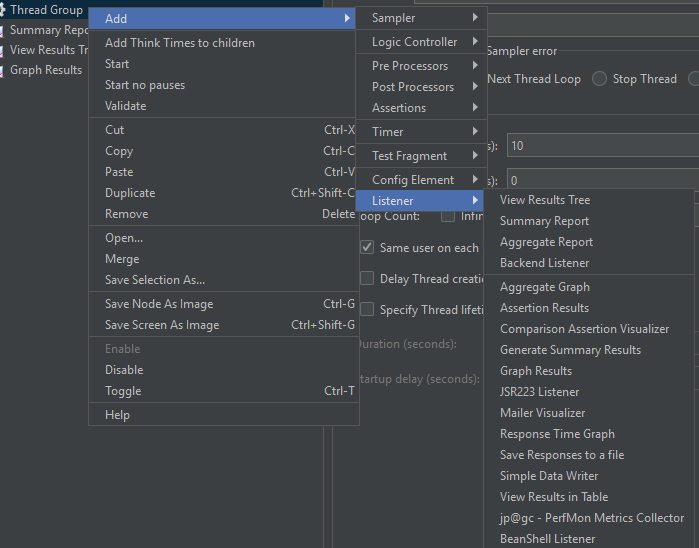 Thread Group
Summary Repo
View Results Tr
Graph Results
Add
Add Think Times to children
Start
Start no pauses
Validate
Cut Ctrl-X
Copy Ctrl-C
Paste Ctrl-V
Duplicate Ctrl+Shift-C
Remove Delete
Open...
Merge
Save Selection As...
Save Node As Image Ctrl-G
Save Screen As Image Ctrl+Shift-G
Enable
Disable
Toggle Ctrl-T
Help
Sampler
Logic Controller
Pre Processors
Post Processors
Assertions
Timer
Test Fragment
Config Element
Listener
Sampler error
Next Thread Loop Stop Thread
s): 10
s): 0
oop Count: Infin
Same user on each
Delay Thread creatio
Specify Thread lifeti
Duration (seconds):
tartup delay (seconds):
View Results Tree
Summary Report
Aggregate Report
Backend Listener
Aggregate Graph
Assertion Results
Comparison Assertion Visualizer
Generate Summary Results
Graph Results
JSR223 Listener
Mailer Visualizer
Response Time Graph
Save Responses to a file
Simple Data Writer
View Results in Table
jp@gc - PerfMon Metrics Collector
BeanShell Listener